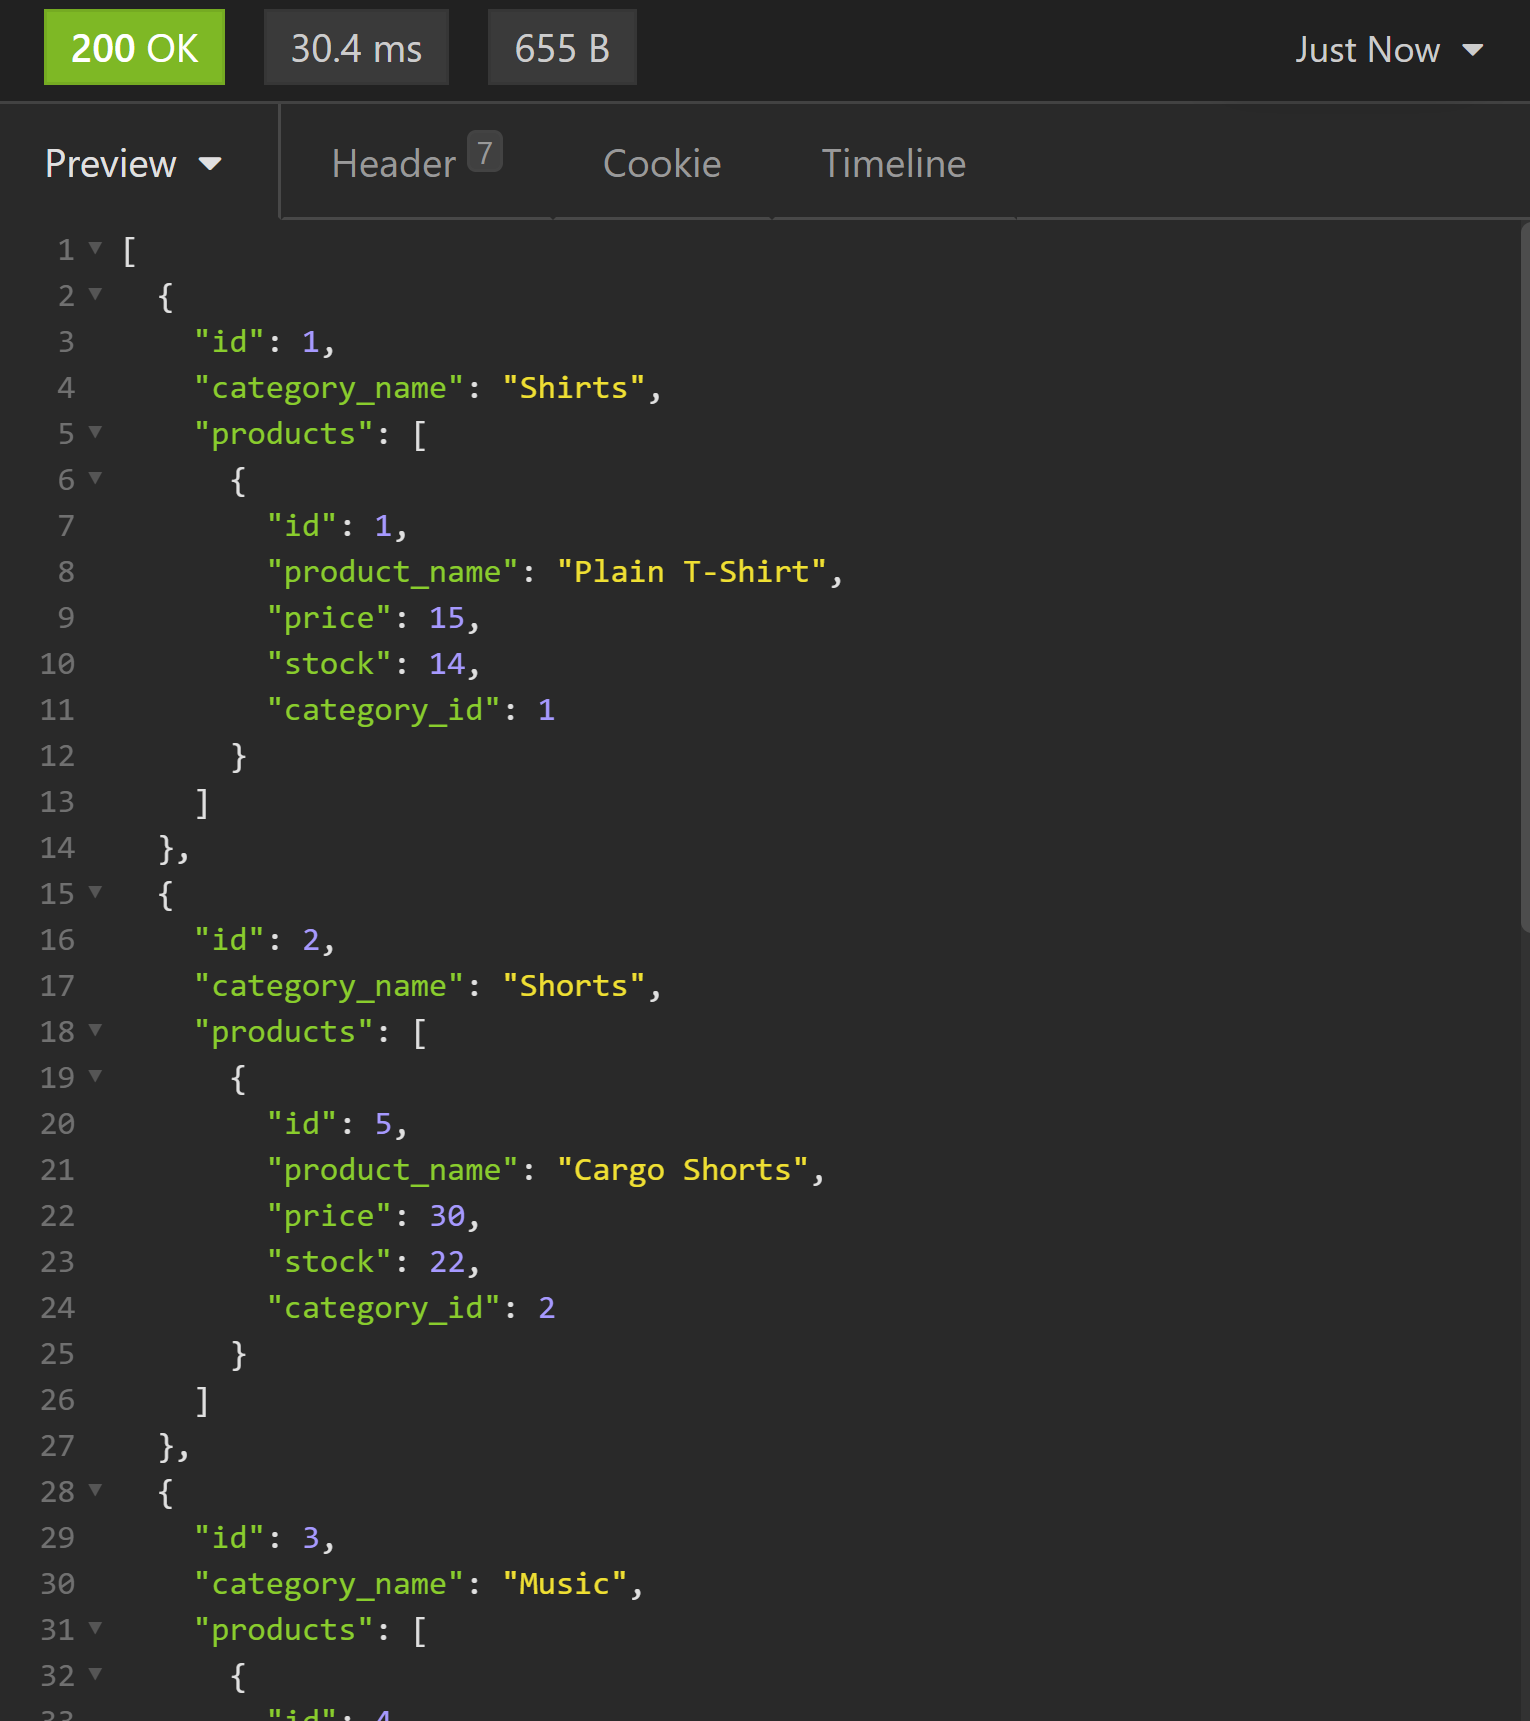 200 OK 30.4 ms 655 B Just Now
Preview Header 7 Cookie Timeline
1 [
2 {
3 "id": 1,
4 "category_name": "Shirts",
5 "products": [
6 {
7 "id": 1,
8 "product_name": "Plain T-Shirt",
9 "price": 15,
10 "stock": 14,
11 "category_id": 1
12 }
13 ]
14 },
15 {
16 "id": 2,
17 "category_name": "Shorts",
18 "products": [
19 {
20 "id": 5,
21 "product_name": "Cargo Shorts",
22 "price": 30,
23 "stock": 22,
24 "category_id": 2
25 }
26 ]
27 },
28 {
29 "id": 3,
30 "category_name": "Music",
31 "products": [
32 {
33 "id": 4